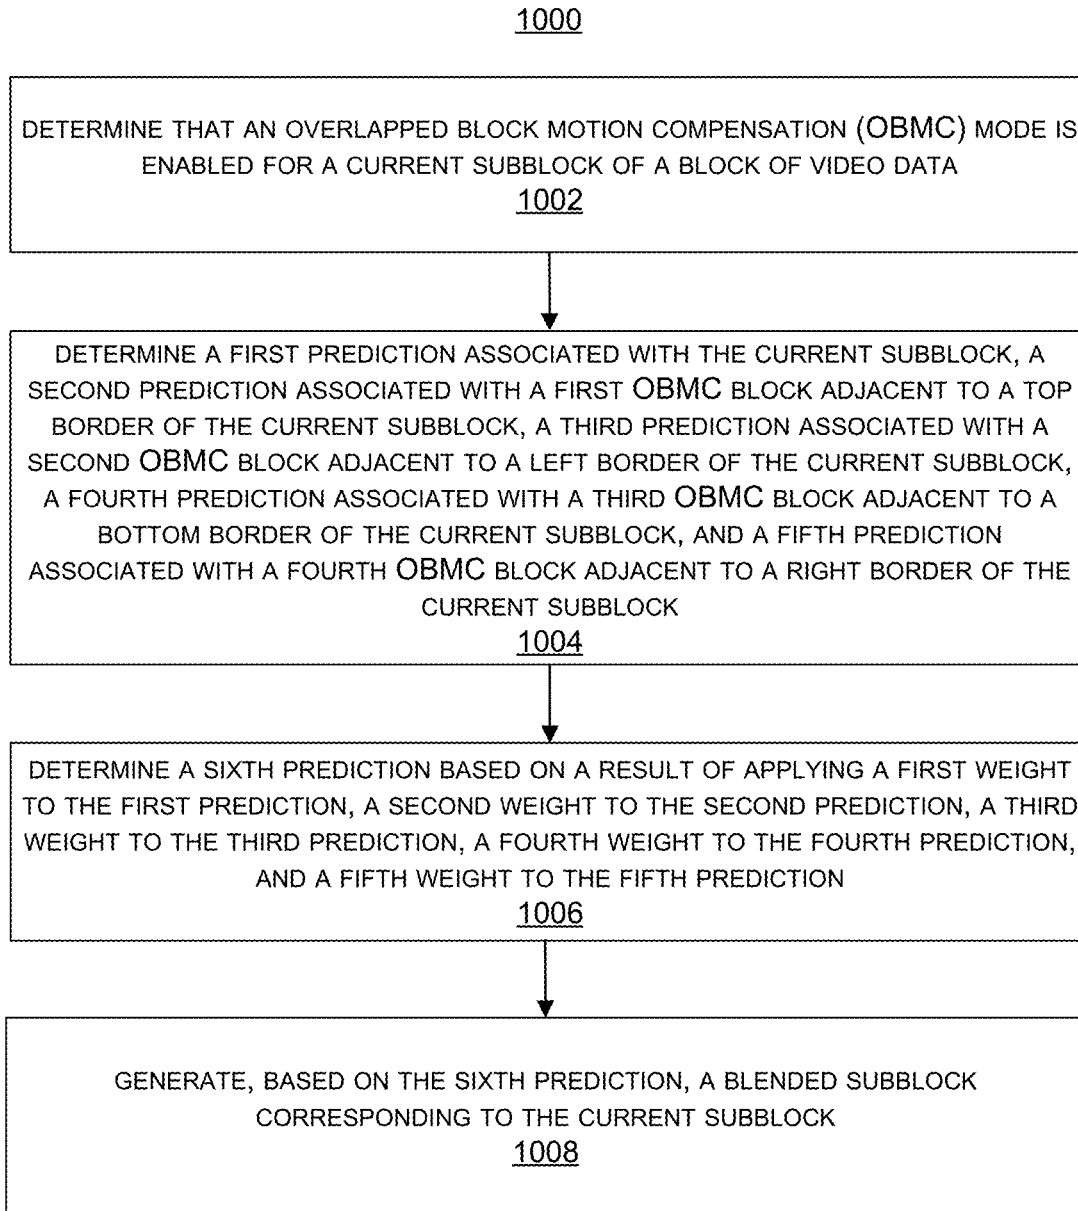 1000
DETERMINE THAT AN OVERLAPPED BLOCK MOTION COMPENSATION (OBMC) MODE IS
ENABLED FOR A CURRENT SUBBLOCK OF A BLOCK OF VIDEO DATA
1002
DETERMINE A FIRST PREDICTION ASSOCIATED WITH THE CURRENT SUBBLOCK, A
SECOND PREDICTION ASSOCIATED WITH A FIRST OBMC BLOCK ADJACENT TO A TOP
BORDER OF THE CURRENT SUBBLOCK, A THIRD PREDICTION ASSOCIATED WITH A
SECOND OBMC BLOCK ADJACENT TO A LEFT BORDER OF THE CURRENT SUBBLOCK,
A FOURTH PREDICTION ASSOCIATED WITH A THIRD OBMC BLOCK ADJACENT TO A
BOTTOM BORDER OF THE CURRENT SUBBLOCK, AND A FIFTH PREDICTION
ASSOCIATED WITH A FOURTH OBMC BLOCK ADJACENT TO A RIGHT BORDER OF THE
CURRENT SUBBLOCK
1004
DETERMINE A SIXTH PREDICTION BASED ON A RESULT OF APPLYING A FIRST WEIGHT
TO THE FIRST PREDICTION, A SECOND WEIGHT TO THE SECOND PREDICTION, A THIRD
WEIGHT TO THE THIRD PREDICTION, A FOURTH WEIGHT TO THE FOURTH PREDICTION,
AND A FIFTH WEIGHT TO THE FIFTH PREDICTION
1006
GENERATE, BASED ON THE SIXTH PREDICTION, A BLENDED SUBBLOCK
CORRESPONDING TO THE CURRENT SUBBLOCK
1008